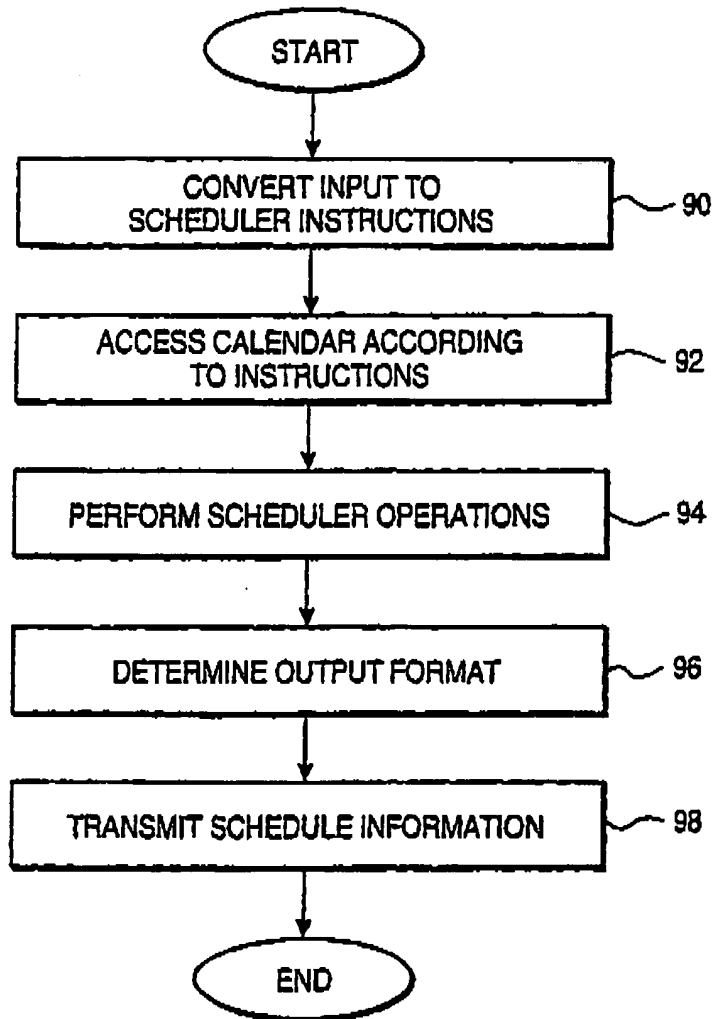 START
CONVERT INPUT TO
SCHEDULER INSTRUCTIONS
90
ACCESS CALENDAR ACCORDING
TO INSTRUCTIONS
92
PERFORM SCHEDULER OPERATIONS
94
DETERMINE OUTPUT FORMAT
96
TRANSMIT SCHEDULE INFORMATION
98
END